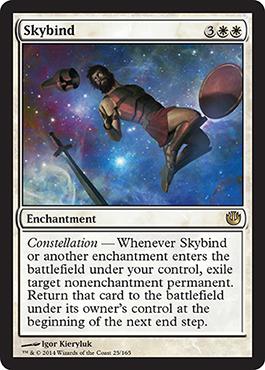 Skybind 3
Enchantment
Constellation — Whenever Skybind
or another enchantment enters the
battlefield under your control, exile
target nonenchantment permanent.
Return that card to the battlefield
under its owner's control at the
beginning of the next end step.
Igor Kieryluk
™ & © 2014 Wizards of the Coast 25/165